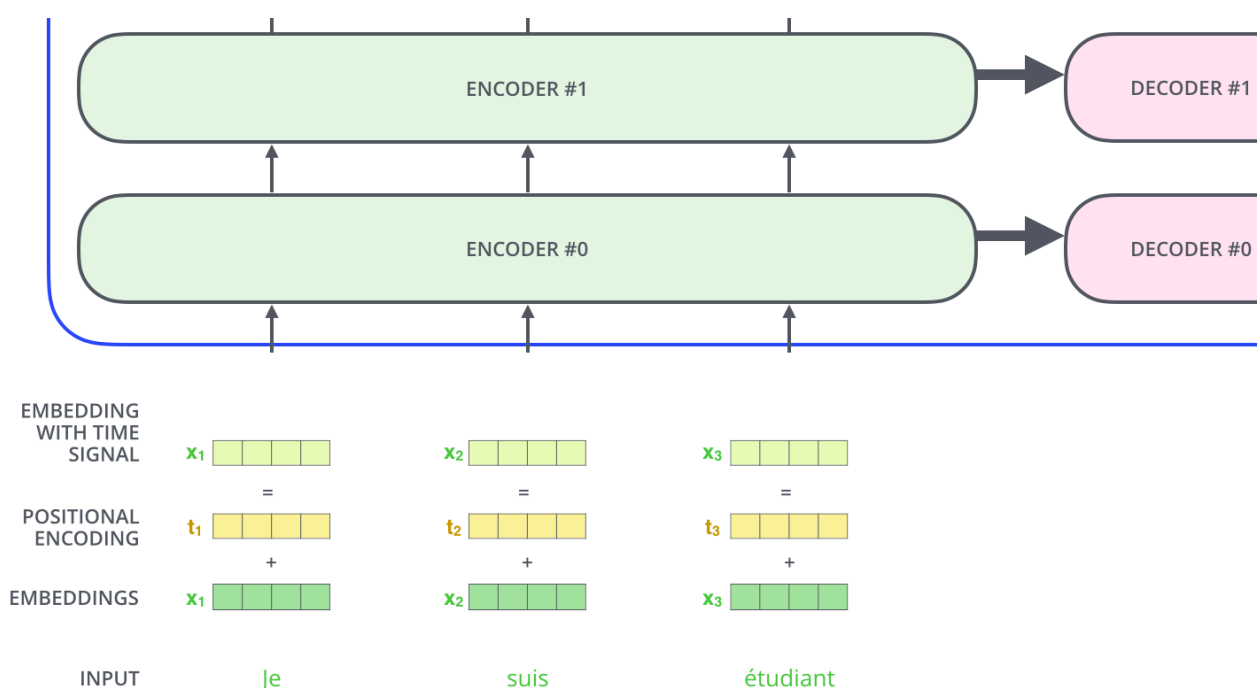 ENCODER #1
DECODER #1
ENCODER #0
DECODER #0
EMBEDDING
WITH TIME
SIGNAL
x₁ x₂ x₃
= = =
POSITIONAL
ENCODING
t₁ t₂ t₃
+ + +
EMBEDDINGS x₁ x₂ x₃
INPUT Je suis étudiant